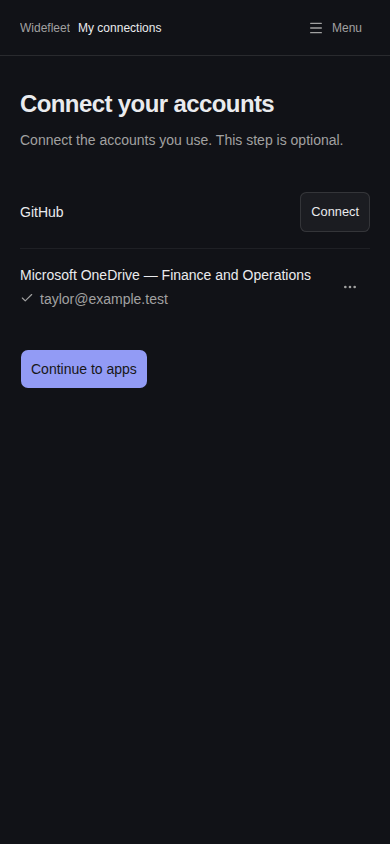 Widefleet My connections Menu
Connect your accounts
Connect the accounts you use. This step is optional.
GitHub Connect
Microsoft OneDrive — Finance and Operations
taylor@example.test
Continue to apps